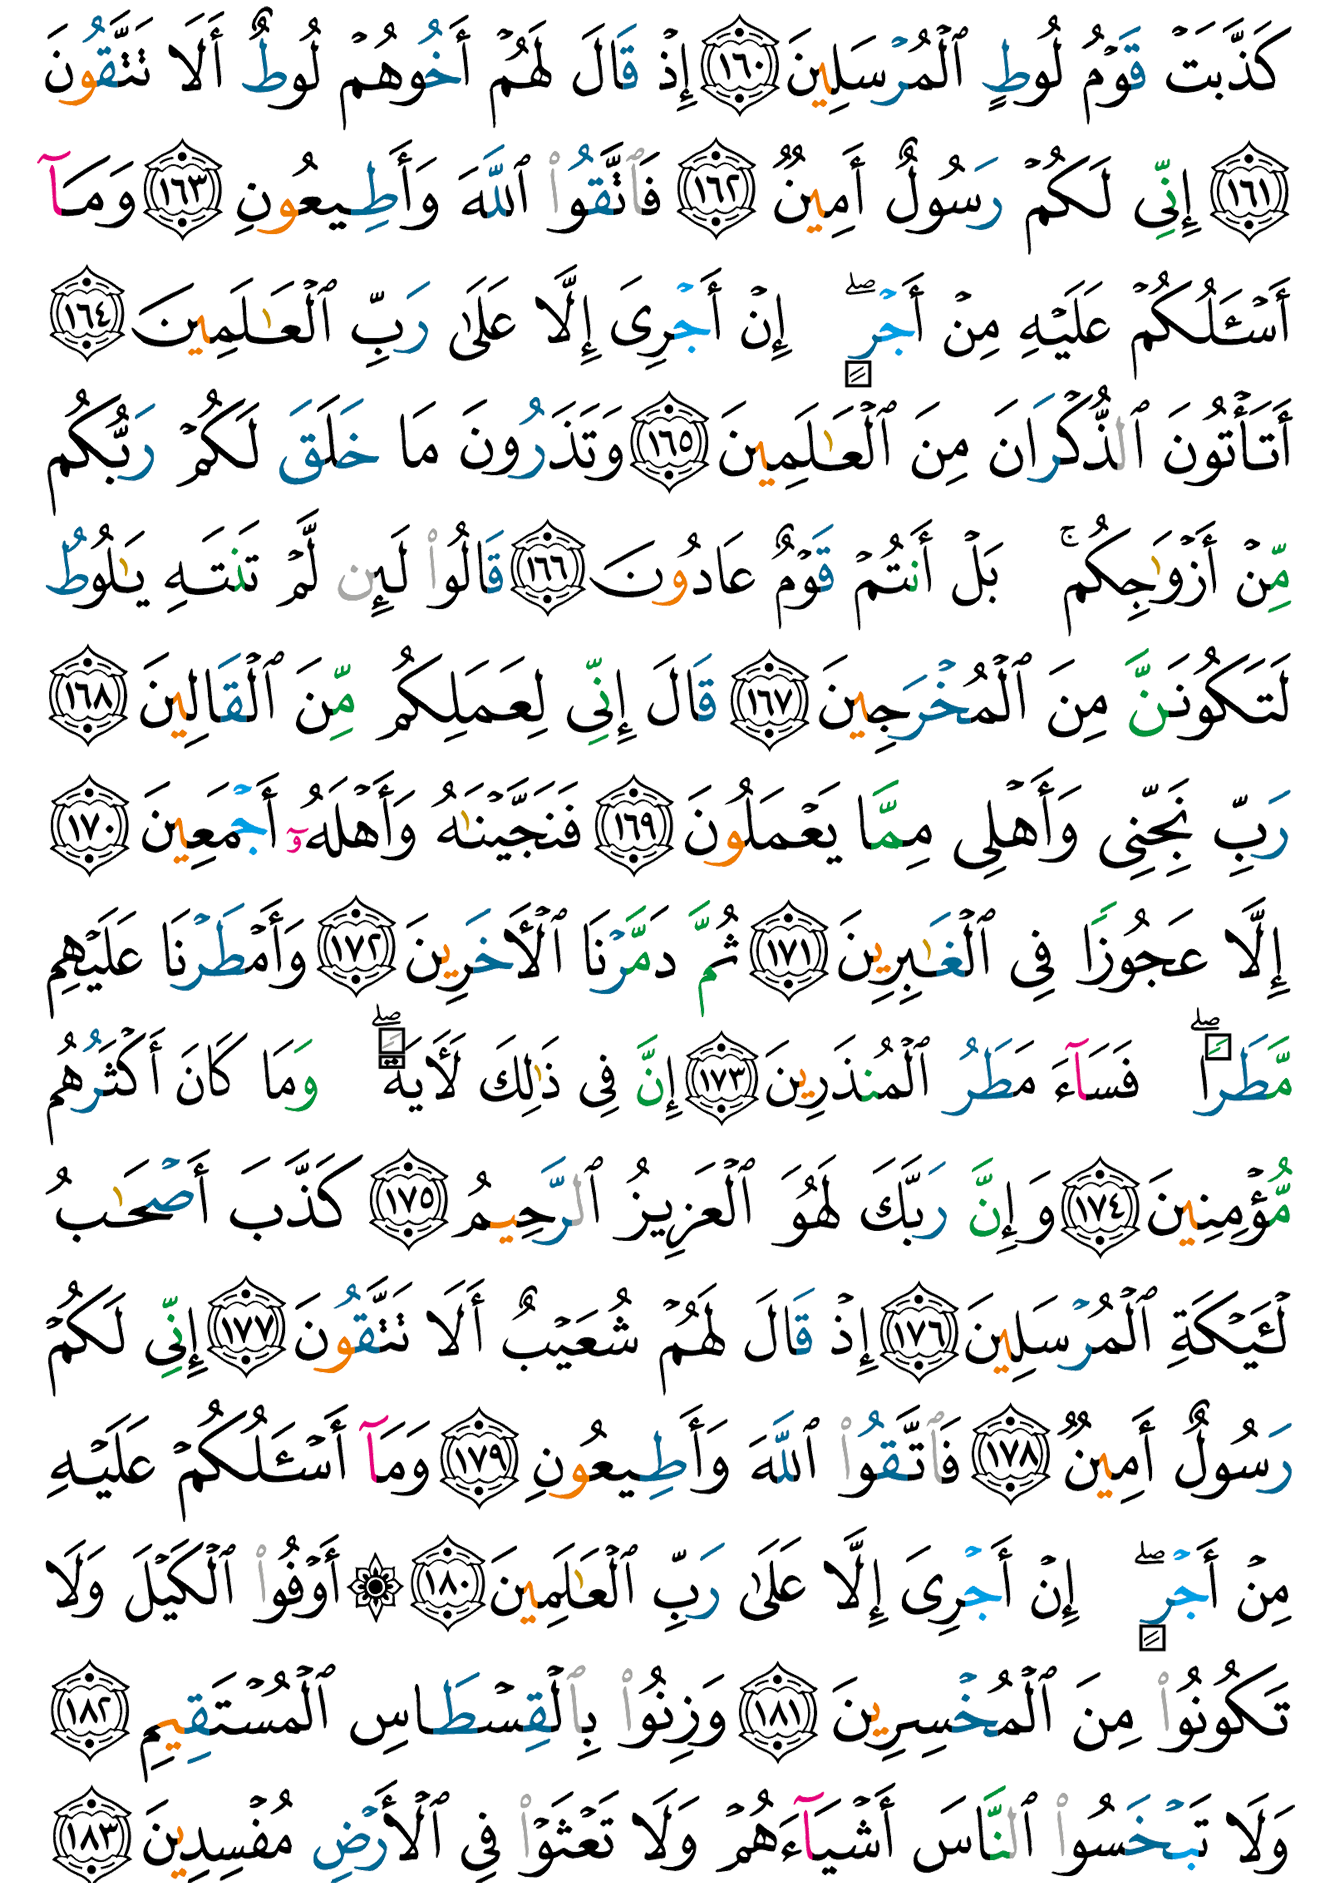 كَذَّبَتۡ قَوۡمُ لُوطٍ ٱلۡمُرۡسَلِينَ ١٦٠ إِذۡ قَالَ لَهُمۡ أَخُوهُمۡ لُوطٌ أَلَا تَتَّقُونَ
١٦١ إِنِّى لَكُمۡ رَسُولٌ أَمِينٌ ١٦٢ فَٱتَّقُوا۟ ٱللَّهَ وَأَطِيعُونِ ١٦٣ وَمَآ
أَسۡـَٔلُكُمۡ عَلَيۡهِ مِنۡ أَجۡرٍۖ إِنۡ أَجۡرِىَ إِلَّا عَلَىٰ رَبِّ ٱلۡعَـٰلَمِينَ ١٦٤
أَتَأۡتُونَ ٱلذُّكۡرَانَ مِنَ ٱلۡعَـٰلَمِينَ ١٦٥ وَتَذَرُونَ مَا خَلَقَ لَكُمۡ رَبُّكُم
مِّنۡ أَزۡوَٰجِكُمۚ بَلۡ أَنتُمۡ قَوۡمٌ عَادُونَ ١٦٦ قَالُوا۟ لَئِن لَّمۡ تَنتَهِ يَـٰلُوطُ
لَتَكُونَنَّ مِنَ ٱلۡمُخۡرَجِينَ ١٦٧ قَالَ إِنِّى لِعَمَلِكُم مِّنَ ٱلۡقَالِينَ ١٦٨
رَبِّ نَجِّنِى وَأَهۡلِى مِمَّا يَعۡمَلُونَ ١٦٩ فَنَجَّيۡنَـٰهُ وَأَهۡلَهُۥٓ أَجۡمَعِينَ ١٧٠
إِلَّا عَجُوزًا فِى ٱلۡغَـٰبِرِينَ ١٧١ ثُمَّ دَمَّرۡنَا ٱلۡأَخَرِينَ ١٧٢ وَأَمۡطَرۡنَا عَلَيۡهِم
مَّطَرًاۖ فَسَآءَ مَطَرُ ٱلۡمُنذَرِينَ ١٧٣ إِنَّ فِى ذَٰلِكَ لَأَيَةًۖ وَمَا كَانَ أَكۡثَرُهُم
مُّؤۡمِنِينَ ١٧٤ وَإِنَّ رَبَّكَ لَهُوَ ٱلۡعَزِيزُ ٱلرَّحِيمُ ١٧٥ كَذَّبَ أَصۡحَـٰبُ
لۡـَٔيۡكَةِ ٱلۡمُرۡسَلِينَ ١٧٦ إِذۡ قَالَ لَهُمۡ شُعَيۡبٌ أَلَا تَتَّقُونَ ١٧٧ إِنِّى لَكُمۡ
رَسُولٌ أَمِينٌ ١٧٨ فَٱتَّقُوا۟ ٱللَّهَ وَأَطِيعُونِ ١٧٩ وَمَآ أَسۡـَٔلُكُمۡ عَلَيۡهِ
مِنۡ أَجۡرٍۖ إِنۡ أَجۡرِىَ إِلَّا عَلَىٰ رَبِّ ٱلۡعَـٰلَمِينَ ١٨٠ ۞ أَوۡفُوا۟ ٱلۡكَيۡلَ وَلَا
تَكُونُوا۟ مِنَ ٱلۡمُخۡسِرِينَ ١٨١ وَزِنُوا۟ بِٱلۡقِسۡطَاسِ ٱلۡمُسۡتَقِيمِ ١٨٢
وَلَا تَبۡخَسُوا۟ ٱلنَّاسَ أَشۡيَآءَهُمۡ وَلَا تَعۡثَوۡا۟ فِى ٱلۡأَرۡضِ مُفۡسِدِينَ ١٨٣